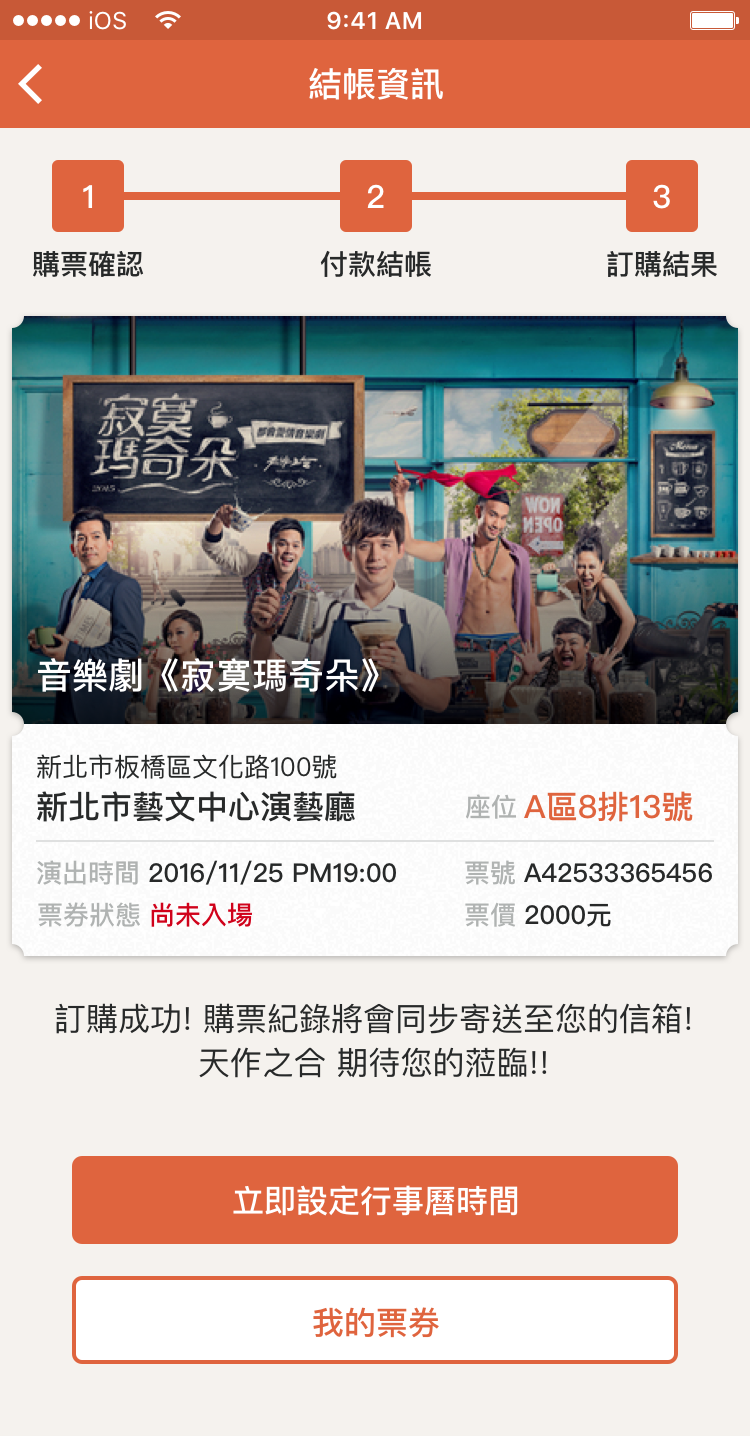 iOS 9:41 AM
結帳資訊
1 2 3
購票確認 付款結帳 訂購結果
寂寞
瑪奇朵
都會愛情音樂劇
2015
Menu
NOW
OPEN
音樂劇《寂寞瑪奇朵》
新北市板橋區文化路100號
新北市藝文中心演藝廳 座位 A區8排13號
演出時間 2016/11/25 PM19:00 票號 A42533365456
票券狀態 尚未入場 票價 2000元
訂購成功! 購票紀錄將會同步寄送至您的信箱!
天作之合 期待您的蒞臨!!
立即設定行事曆時間
我的票券